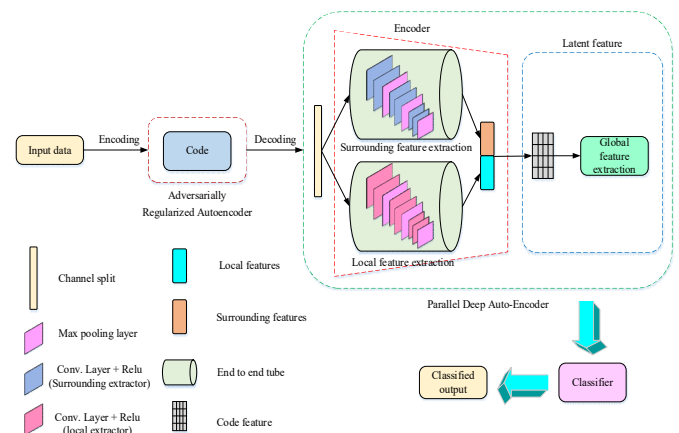 Encoder
Latent feature
Input data
Encoding
Code
Decoding
Adversarially
Regularized Autoencoder
Surrounding feature extraction
Local feature extraction
Global
feature
extraction
Channel split
Max pooling layer
Conv. Layer + Relu
(Surrounding extractor)
Conv. Layer + Relu
(local extractor)
Local features
Surrounding features
End to end tube
Code feature
Parallel Deep Auto-Encoder
Classifier
Classified
output